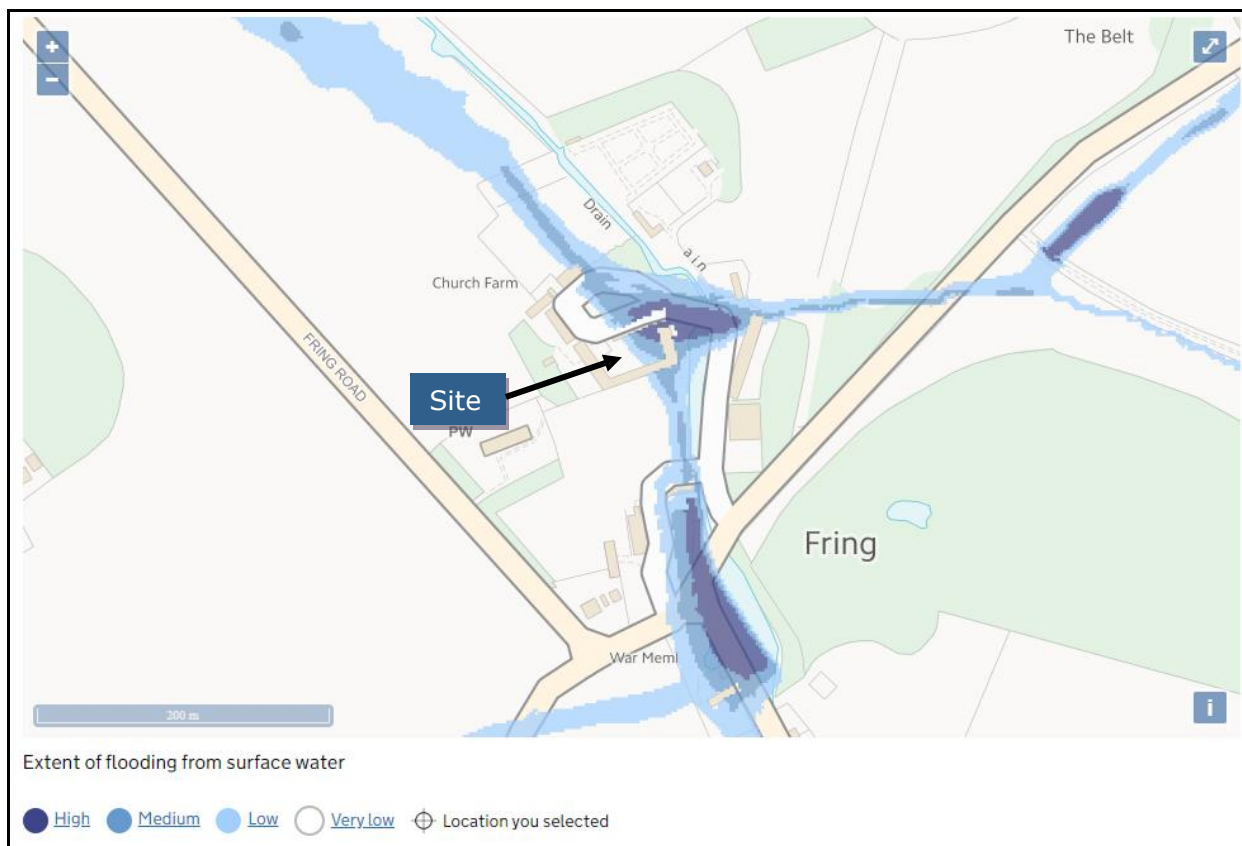 +
−
The Belt
Drain
ain
Church Farm
FRING ROAD
Site
PW
Fring
War Meml
200 m
i
Extent of flooding from surface water
High Medium Low Very low Location you selected